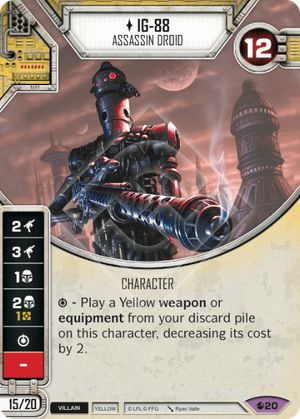 IG-88
ASSASSIN DROID
12
2
3
1
2
1
-
15/20
CHARACTER
- Play a Yellow weapon or
equipment from your discard pile
on this character, decreasing its cost
by 2.
VILLAIN
YELLOW
© LFL © FFG
Ryan Valle
20